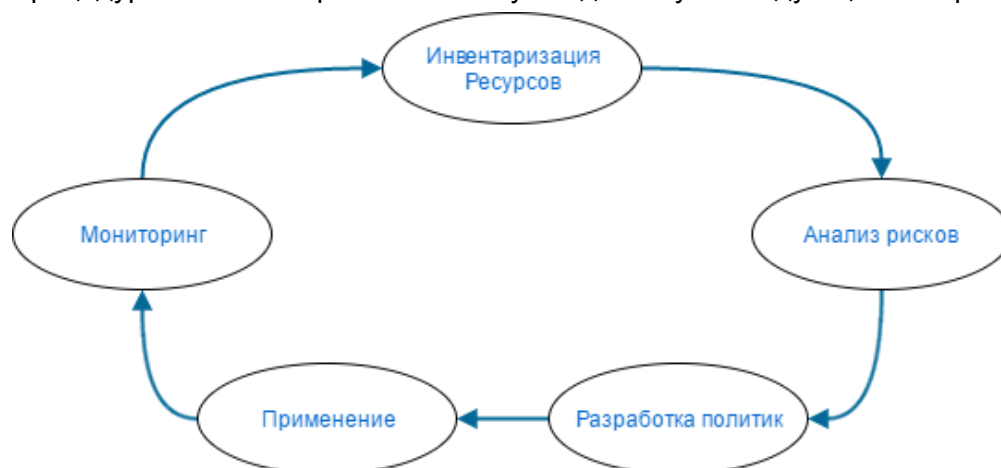 Инвентаризация
Ресурсов
Мониторинг
Анализ рисков
Применение
Разработка политик